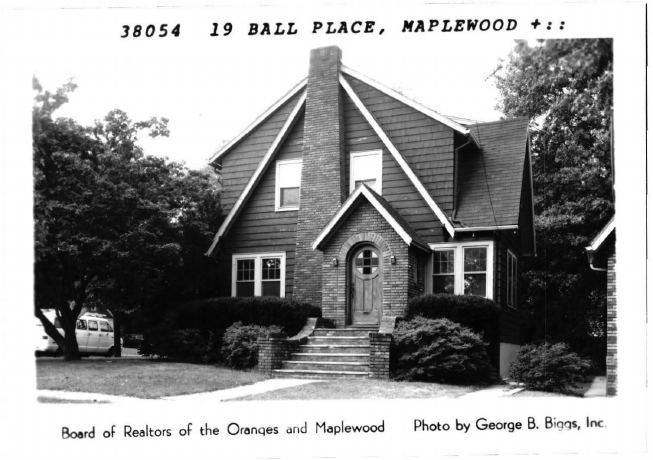 38054 19 BALL PLACE, MAPLEWOOD +::
Board of Realtors of the Oranges and Maplewood Photo by George B. Biggs, Inc.